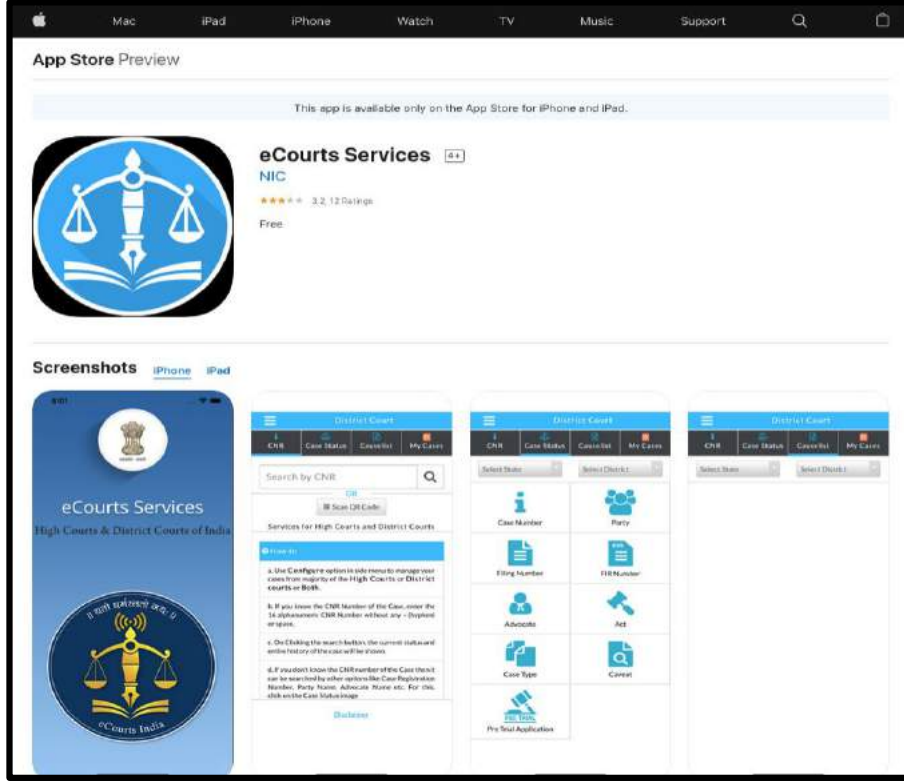 Mac iPad iPhone Watch TV Music Support
App Store Preview
This app is available only on the App Store for iPhone and iPad.
eCourts Services 4+
NIC
3.2, 12 Ratings
Free
Screenshots iPhone iPad
eCourts Services
High Courts & District Courts of India
eCourts India
District Court
CNR Case Status Cause list My Cases
Search by CNR
OR
Scan QR Code
Services for High Courts and District Courts
How to
a. Use Configure option in side menu to manage your
cases from majority of the High Courts or District
courts or Both.
b. If you know the CNR Number of the Case, enter the
16 alphanumeric CNR Number without any – (hyphen)
or space.
c. On Clicking the search button, the current status and
entire history of the case will be shown
d. If you don't know the CNR number of the Case then it
can be searched by other options like Case Registration
Number, Party Name, Advocate Name etc. For this,
click on the Case Status image
Disclaimer
District Court
CNR Case Status Cause list My Cases
Select State Select District
Case Number Party
Filing Number FIR Number
Advocate Act
Case Type Caveat
PRE TRIAL
Pre Trial Application
District Court
CNR Case Status Cause list My Cases
Select State Select District